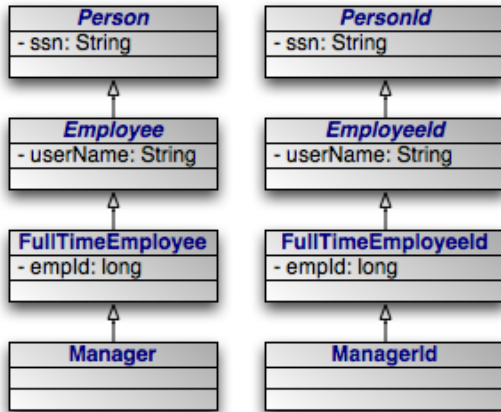 Person
- ssn: String
Employee
- userName: String
FullTimeEmployee
- empId: long
Manager
PersonId
- ssn: String
EmployeeId
- userName: String
FullTimeEmployeeId
- empId: long
ManagerId